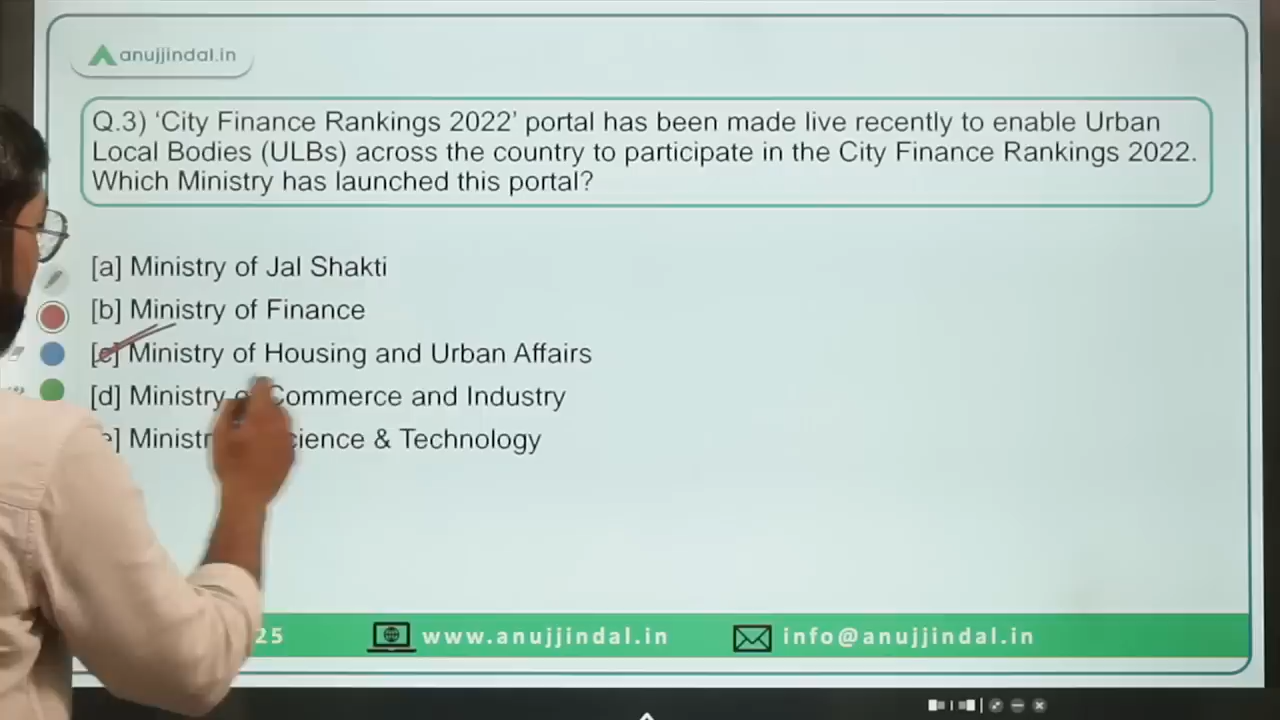 anujjindal.in
Q.3) ‘City Finance Rankings 2022’ portal has been made live recently to enable Urban
Local Bodies (ULBs) across the country to participate in the City Finance Rankings 2022.
Which Ministry has launched this portal?
[a] Ministry of Jal Shakti
[b] Ministry of Finance
[c] Ministry of Housing and Urban Affairs
[d] Ministry of Commerce and Industry
e] Ministr cience & Technology
25 www.anujjindal.in info@anujjindal.in